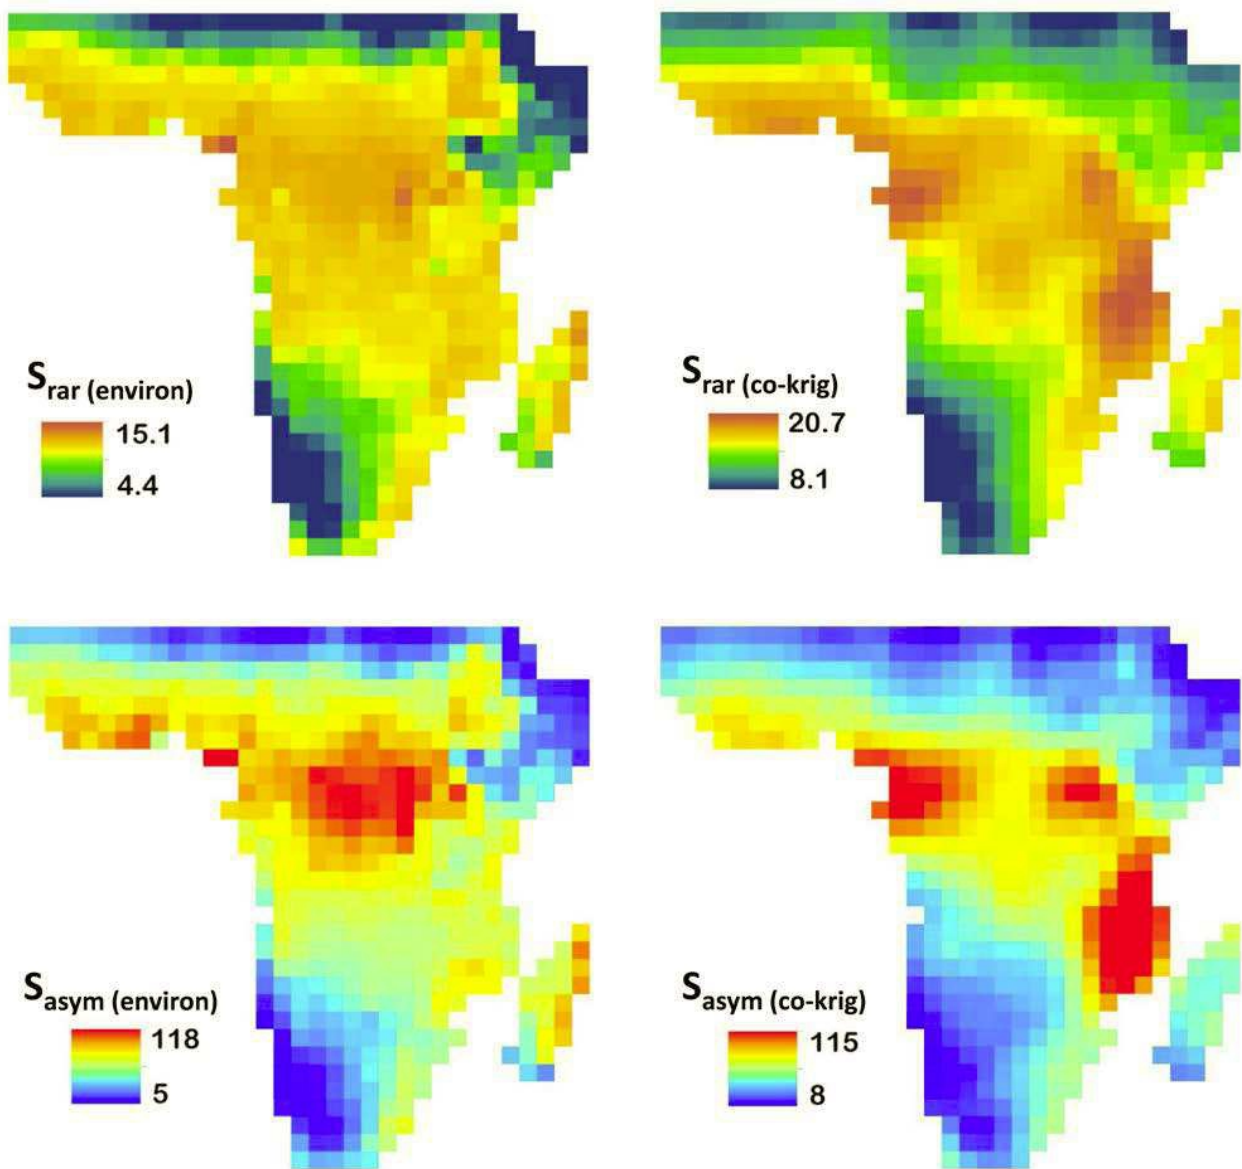 S rar (environ)
15.1
4.4
S rar (co-krig)
20.7
8.1
S asym (environ)
118
5
S asym (co-krig)
115
8